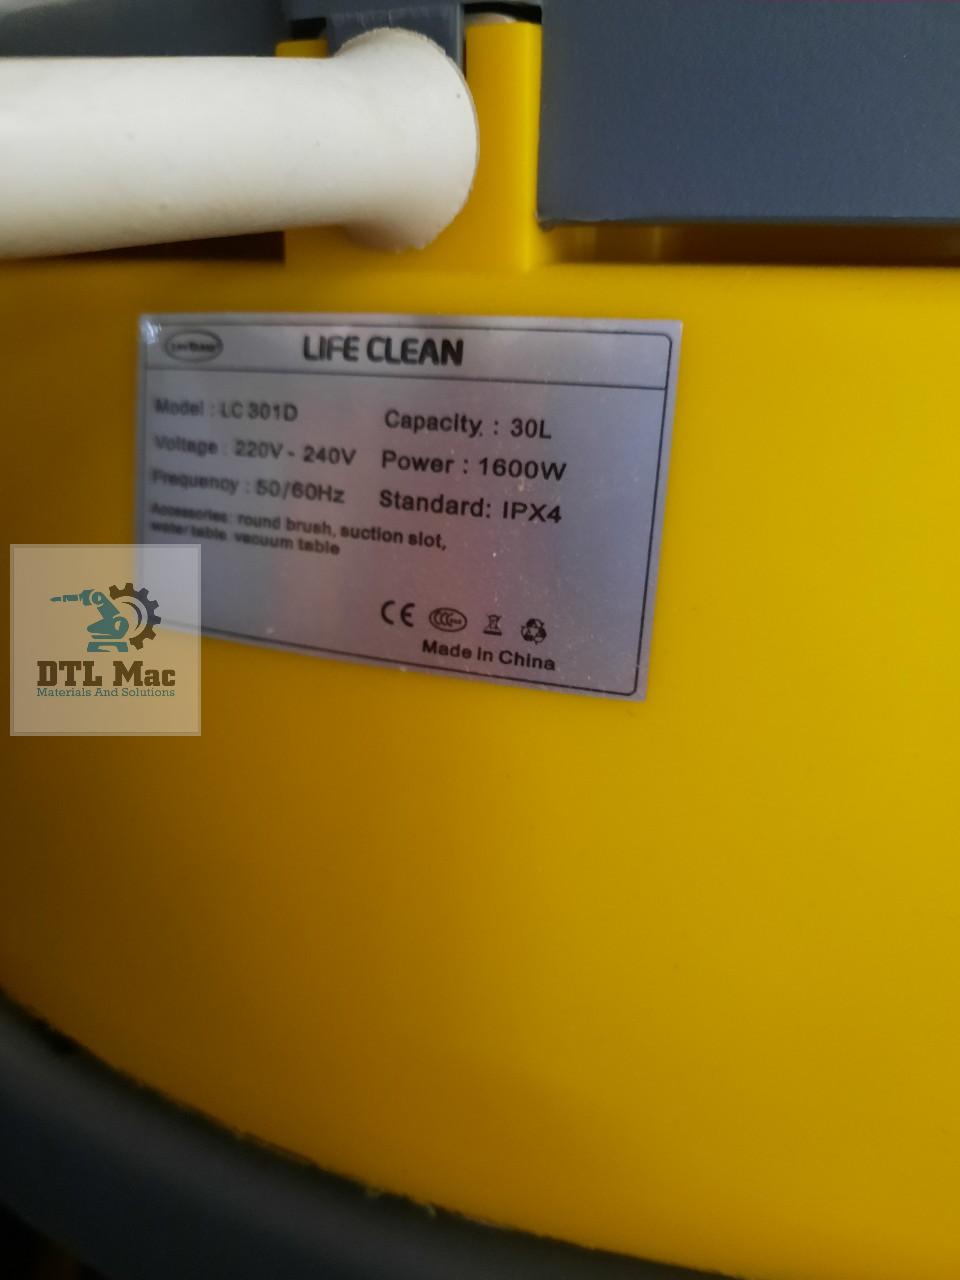 LIFE CLEAN
Model : LC 301D
Capacity : 30L
Voltage : 220V - 240V
Power : 1600W
Frequency : 50/60Hz
Standard: IPX4
Accessories: round brush, suction slot,
water table. vacuum table
CE
Made in China
DTL Mac
Materials And Solutions